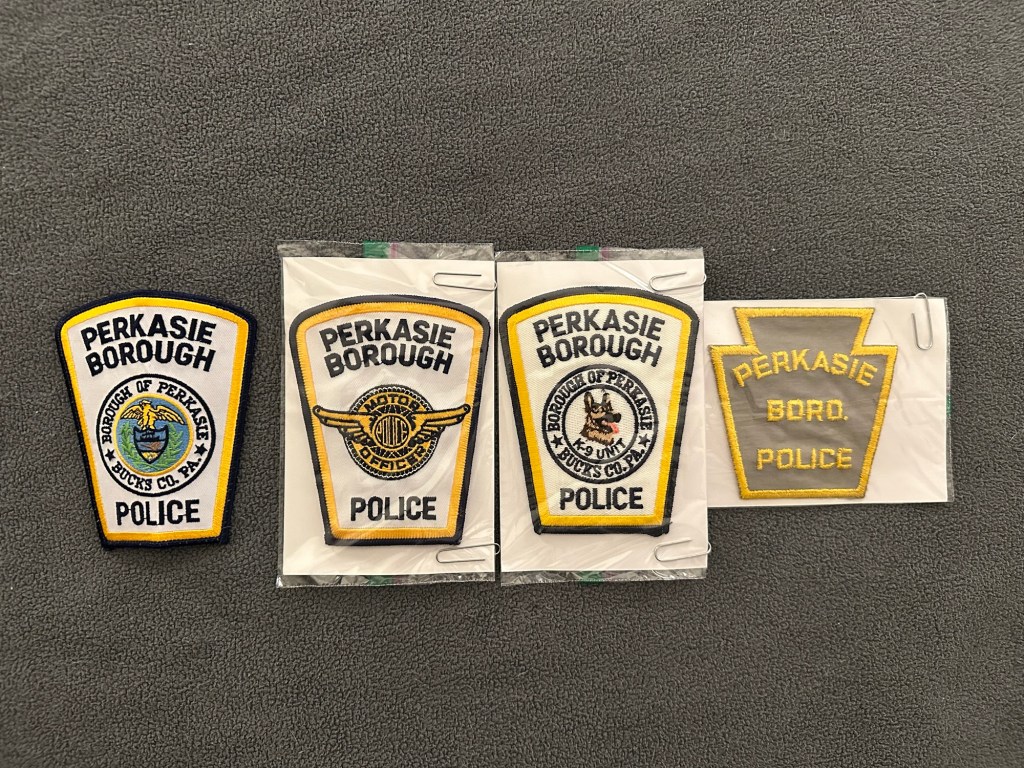 PERKASIE
BOROUGH
BOROUGH OF PERKASIE
BUCKS CO. PA.
POLICE
PERKASIE
BOROUGH
MOTOR
POLICE
OFFICER
POLICE
PERKASIE
BOROUGH
BOROUGH OF PERKASIE
K-9 UNIT
BUCKS CO. PA.
POLICE
PERKASIE
BORO.
POLICE